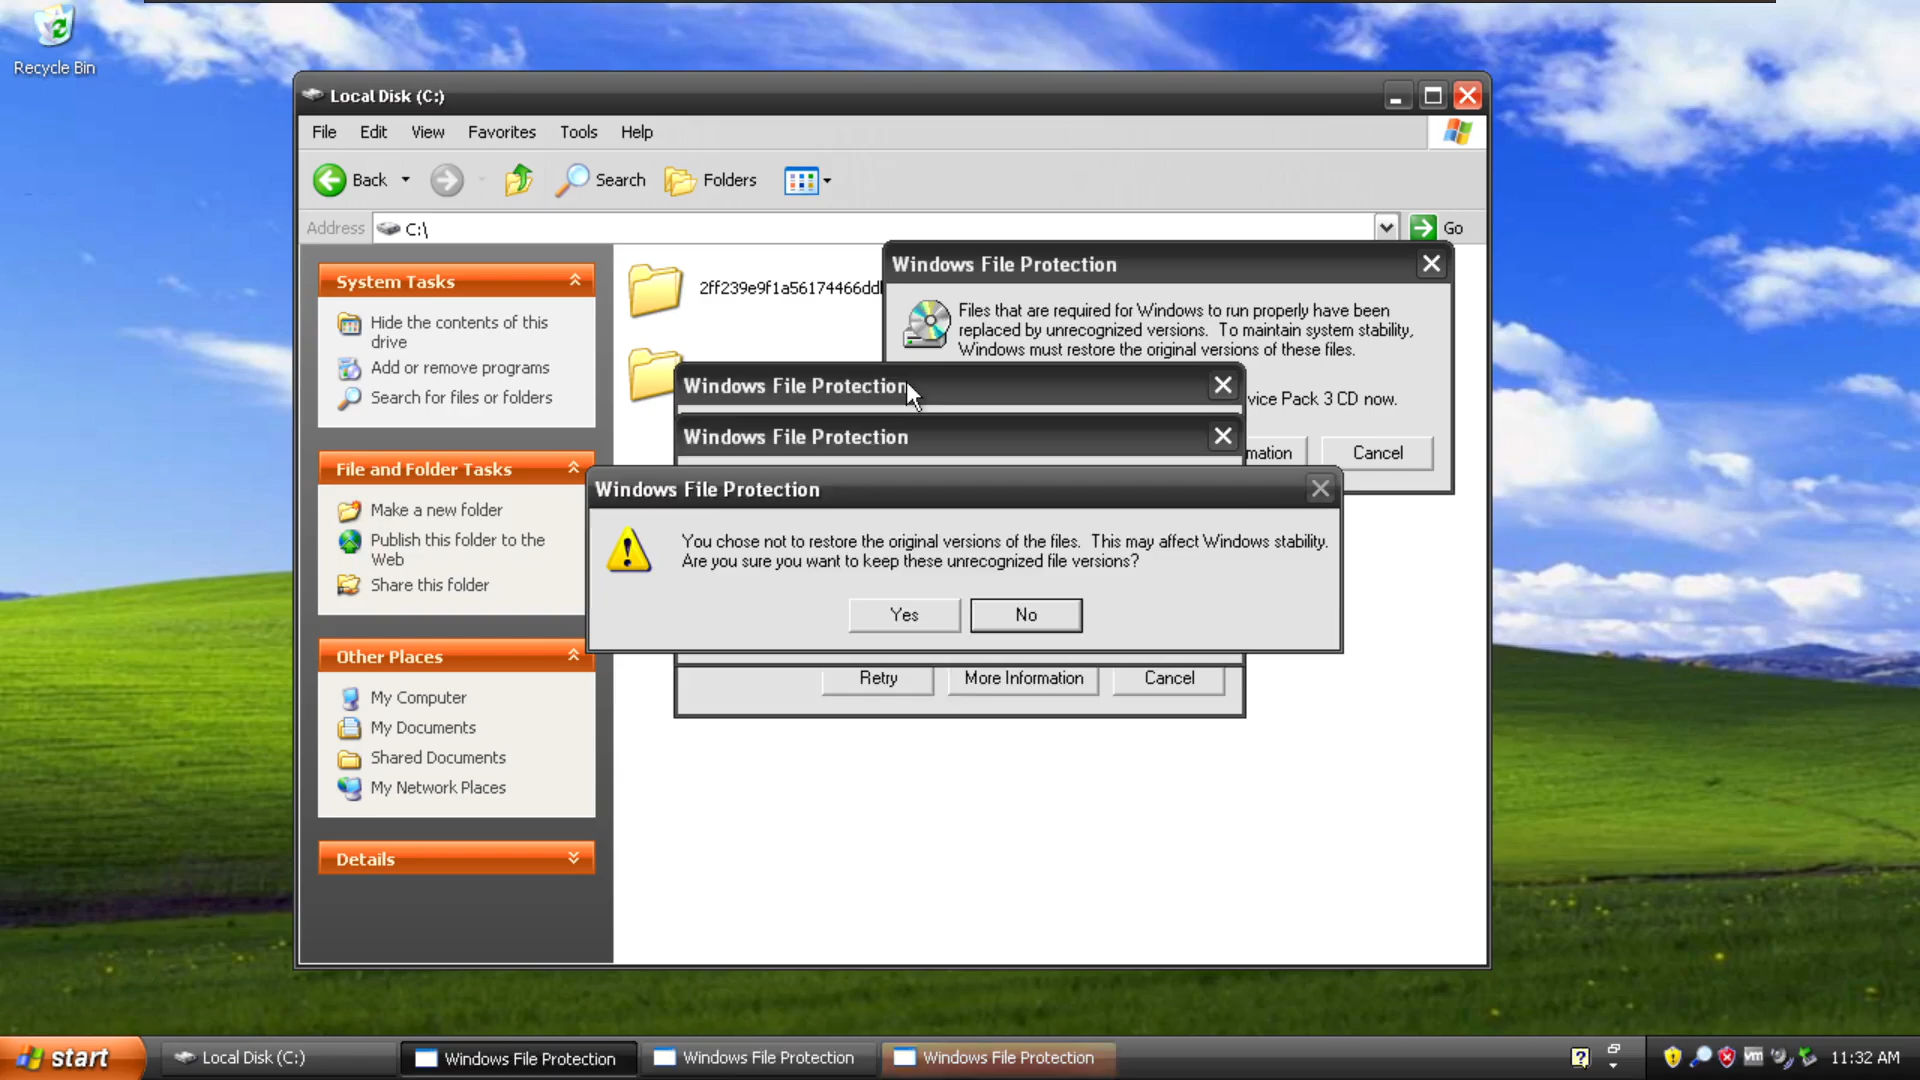 Recycle Bin
Local Disk (C:)
File Edit View Favorites Tools Help
Back Search Folders
Address C:\ Go
System Tasks
Hide the contents of this
drive
Add or remove programs
Search for files or folders
File and Folder Tasks
Make a new folder
Publish this folder to the
Web
Share this folder
Other Places
My Computer
My Documents
Shared Documents
My Network Places
Details
2ff239e9f1a56174466dd
Windows File Protection
Files that are required for Windows to run properly have been
replaced by unrecognized versions. To maintain system stability,
Windows must restore the original versions of these files.
vice Pack 3 CD now.
mation Cancel
Windows File Protection
Windows File Protection
Windows File Protection
You chose not to restore the original versions of the files. This may affect Windows stability.
Are you sure you want to keep these unrecognized file versions?
Yes No
Retry More Information Cancel
start Local Disk (C:) Windows File Protection Windows File Protection Windows File Protection vm 11:32 AM